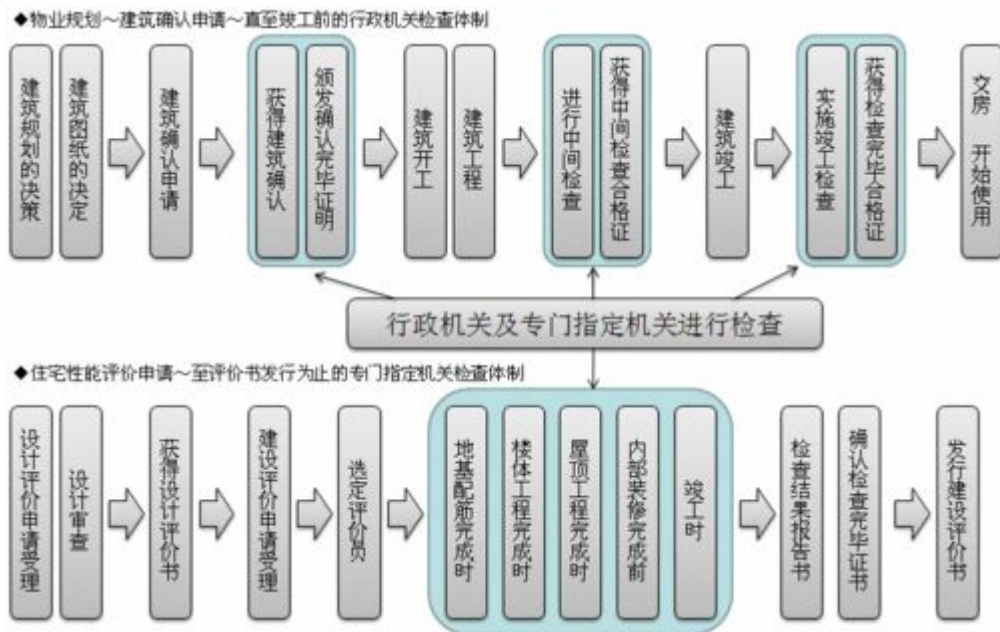 ◆物业规划～建筑确认申请～直至竣工前的行政机关检查体制
建筑规划的决策
建筑图纸的决定
建筑确认申请
获得建筑确认
颁发确认完毕证明
建筑开工
建筑工程
进行中间检查
获得中间检查合格证
建筑竣工
实施竣工检查
获得检查完毕合格证
交房 开始使用
行政机关及专门指定机关进行检查
◆住宅性能评价申请～至评价书发行为止的专门指定机关检查体制
设计评价申请受理
设计审查
获得设计评价书
建设评价申请受理
选定评价员
地基配筋完成时
楼体工程完成时
屋顶工程完成时
内部装修完成前
竣工时
检查结果报告书
确认检查完毕证书
发行建设评价书